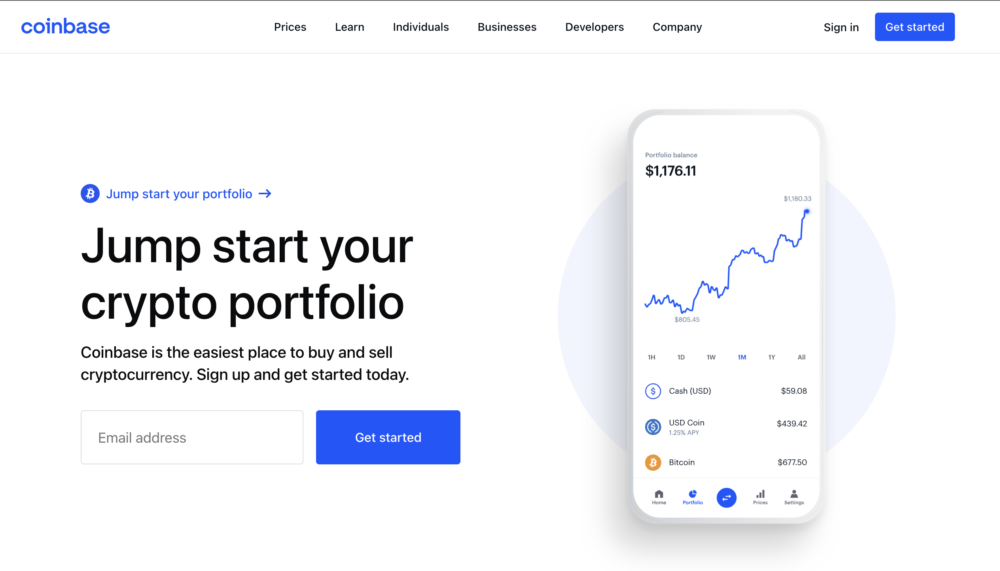 coinbase
Prices Learn Individuals Businesses Developers Company
Sign in Get started
Jump start your portfolio →
Jump start your
crypto portfolio
Coinbase is the easiest place to buy and sell
cryptocurrency. Sign up and get started today.
Email address
Get started
Portfolio balance
$1,176.11
$1,180.33
$805.45
1H 1D 1W 1M 1Y All
Cash (USD) $59.08
USD Coin $439.42
1.25% APY
Bitcoin $677.50
Home Portfolio Prices Settings